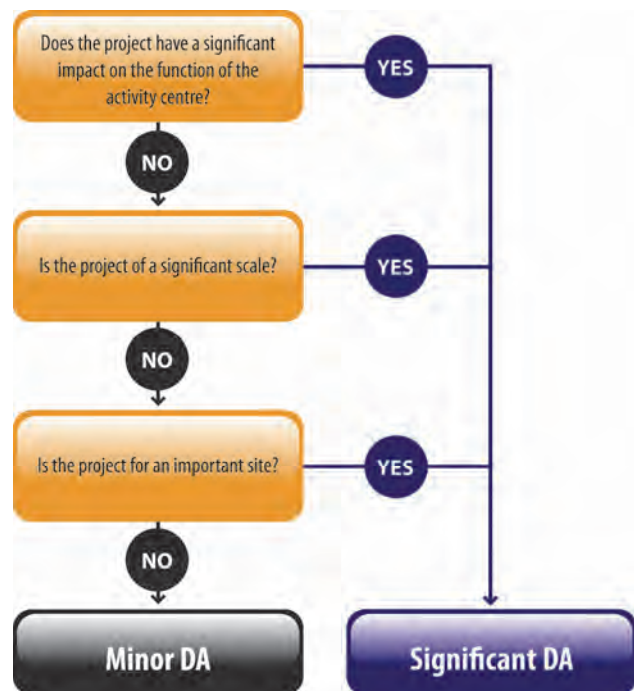 Does the project have a significant
impact on the function of the
activity centre?
YES
NO
Is the project of a significant scale?
YES
NO
Is the project for an important site?
YES
NO
Minor DA
Significant DA